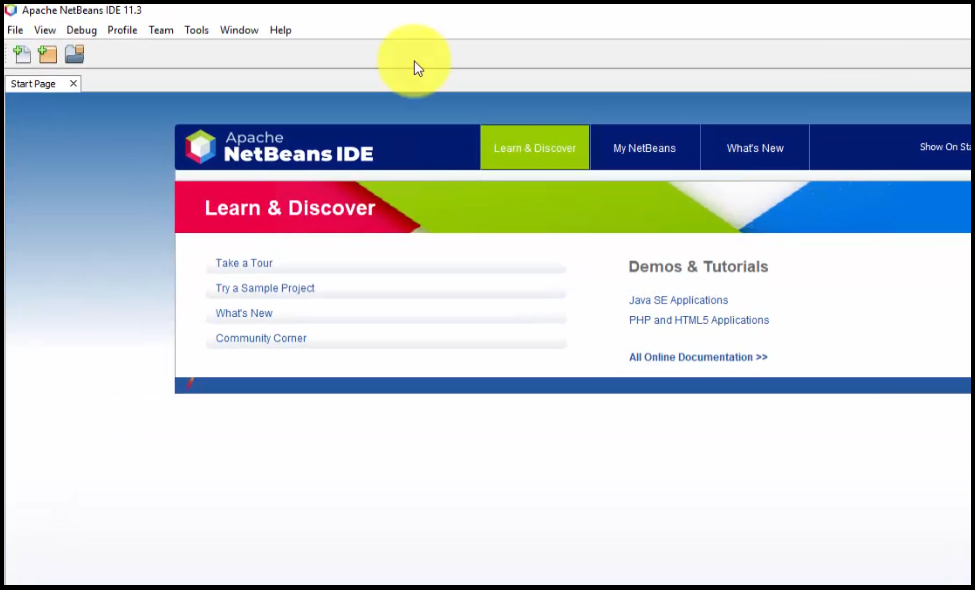 Apache NetBeans IDE 11.3
File View Debug Profile Team Tools Window Help
Start Page
Apache
NetBeans IDE
Learn & Discover
My NetBeans
What's New
Show On
Learn & Discover
Take a Tour
Try a Sample Project
What's New
Community Corner
Demos & Tutorials
Java SE Applications
PHP and HTML5 Applications
All Online Documentation >>